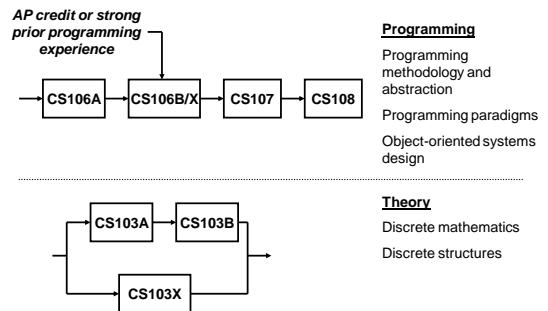 AP credit or strong
prior programming
experience
CS106A
CS106B/X
CS107
CS108
Programming
Programming
methodology and
abstraction
Programming paradigms
Object-oriented systems
design
CS103A
CS103B
CS103X
Theory
Discrete mathematics
Discrete structures